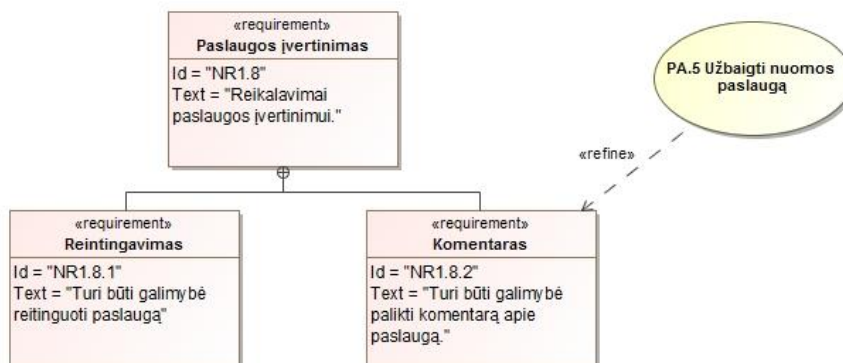 «requirement»
Paslaugos įvertinimas
Id = "NR1.8"
Text = "Reikalavimai
paslaugos įvertinimui."
PA.5 Užbaigti nuomos
paslaugą
«refine»
«requirement»
Reintingavimas
Id = "NR1.8.1"
Text = "Turi būti galimybė
reitinguoti paslaugą"
«requirement»
Komentaras
Id = "NR1.8.2"
Text = "Turi būti galimybė
palikti komentarą apie
paslaugą."